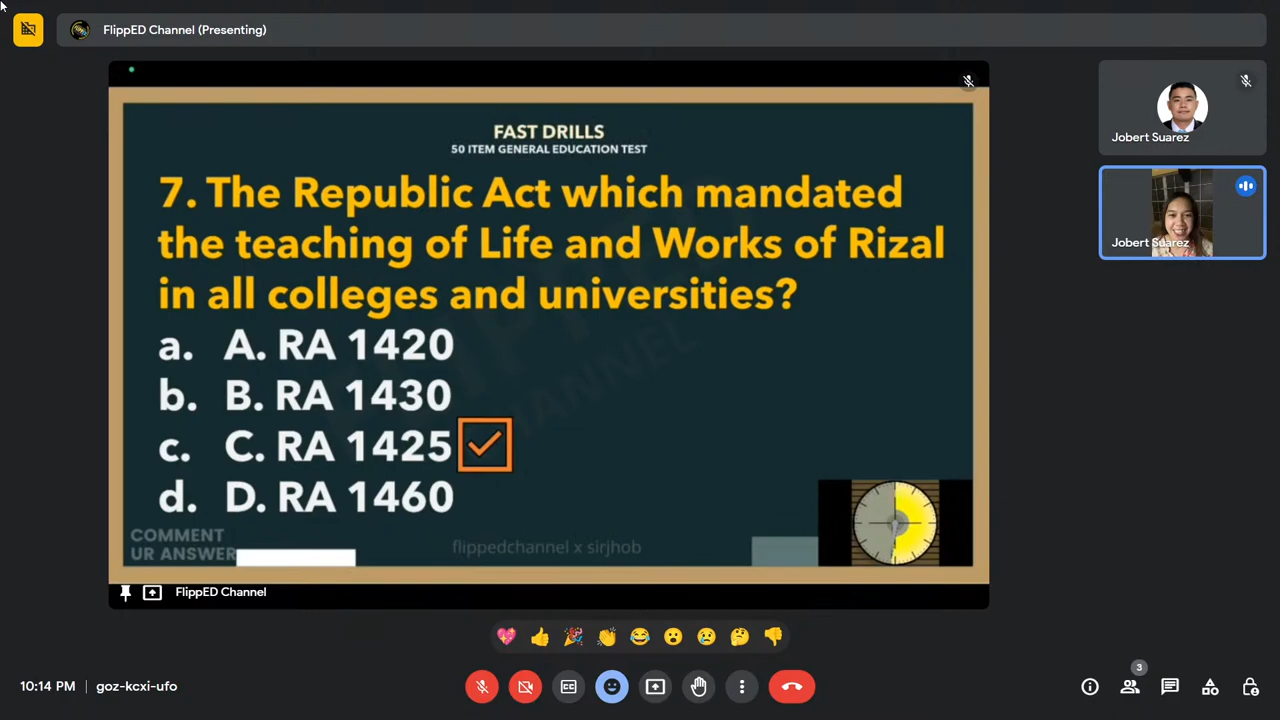 FlippED Channel (Presenting)
FAST DRILLS
50 ITEM GENERAL EDUCATION TEST
7. The Republic Act which mandated
the teaching of Life and Works of Rizal
in all colleges and universities?
a. A. RA 1420
b. B. RA 1430
c. C. RA 1425
d. D. RA 1460
COMMENT
UR ANSWER
flippedchannel x sirjhob
FlippED Channel
Jobert Suarez
Jobert Suarez
10:14 PM | goz-kcxi-ufo
CC
3